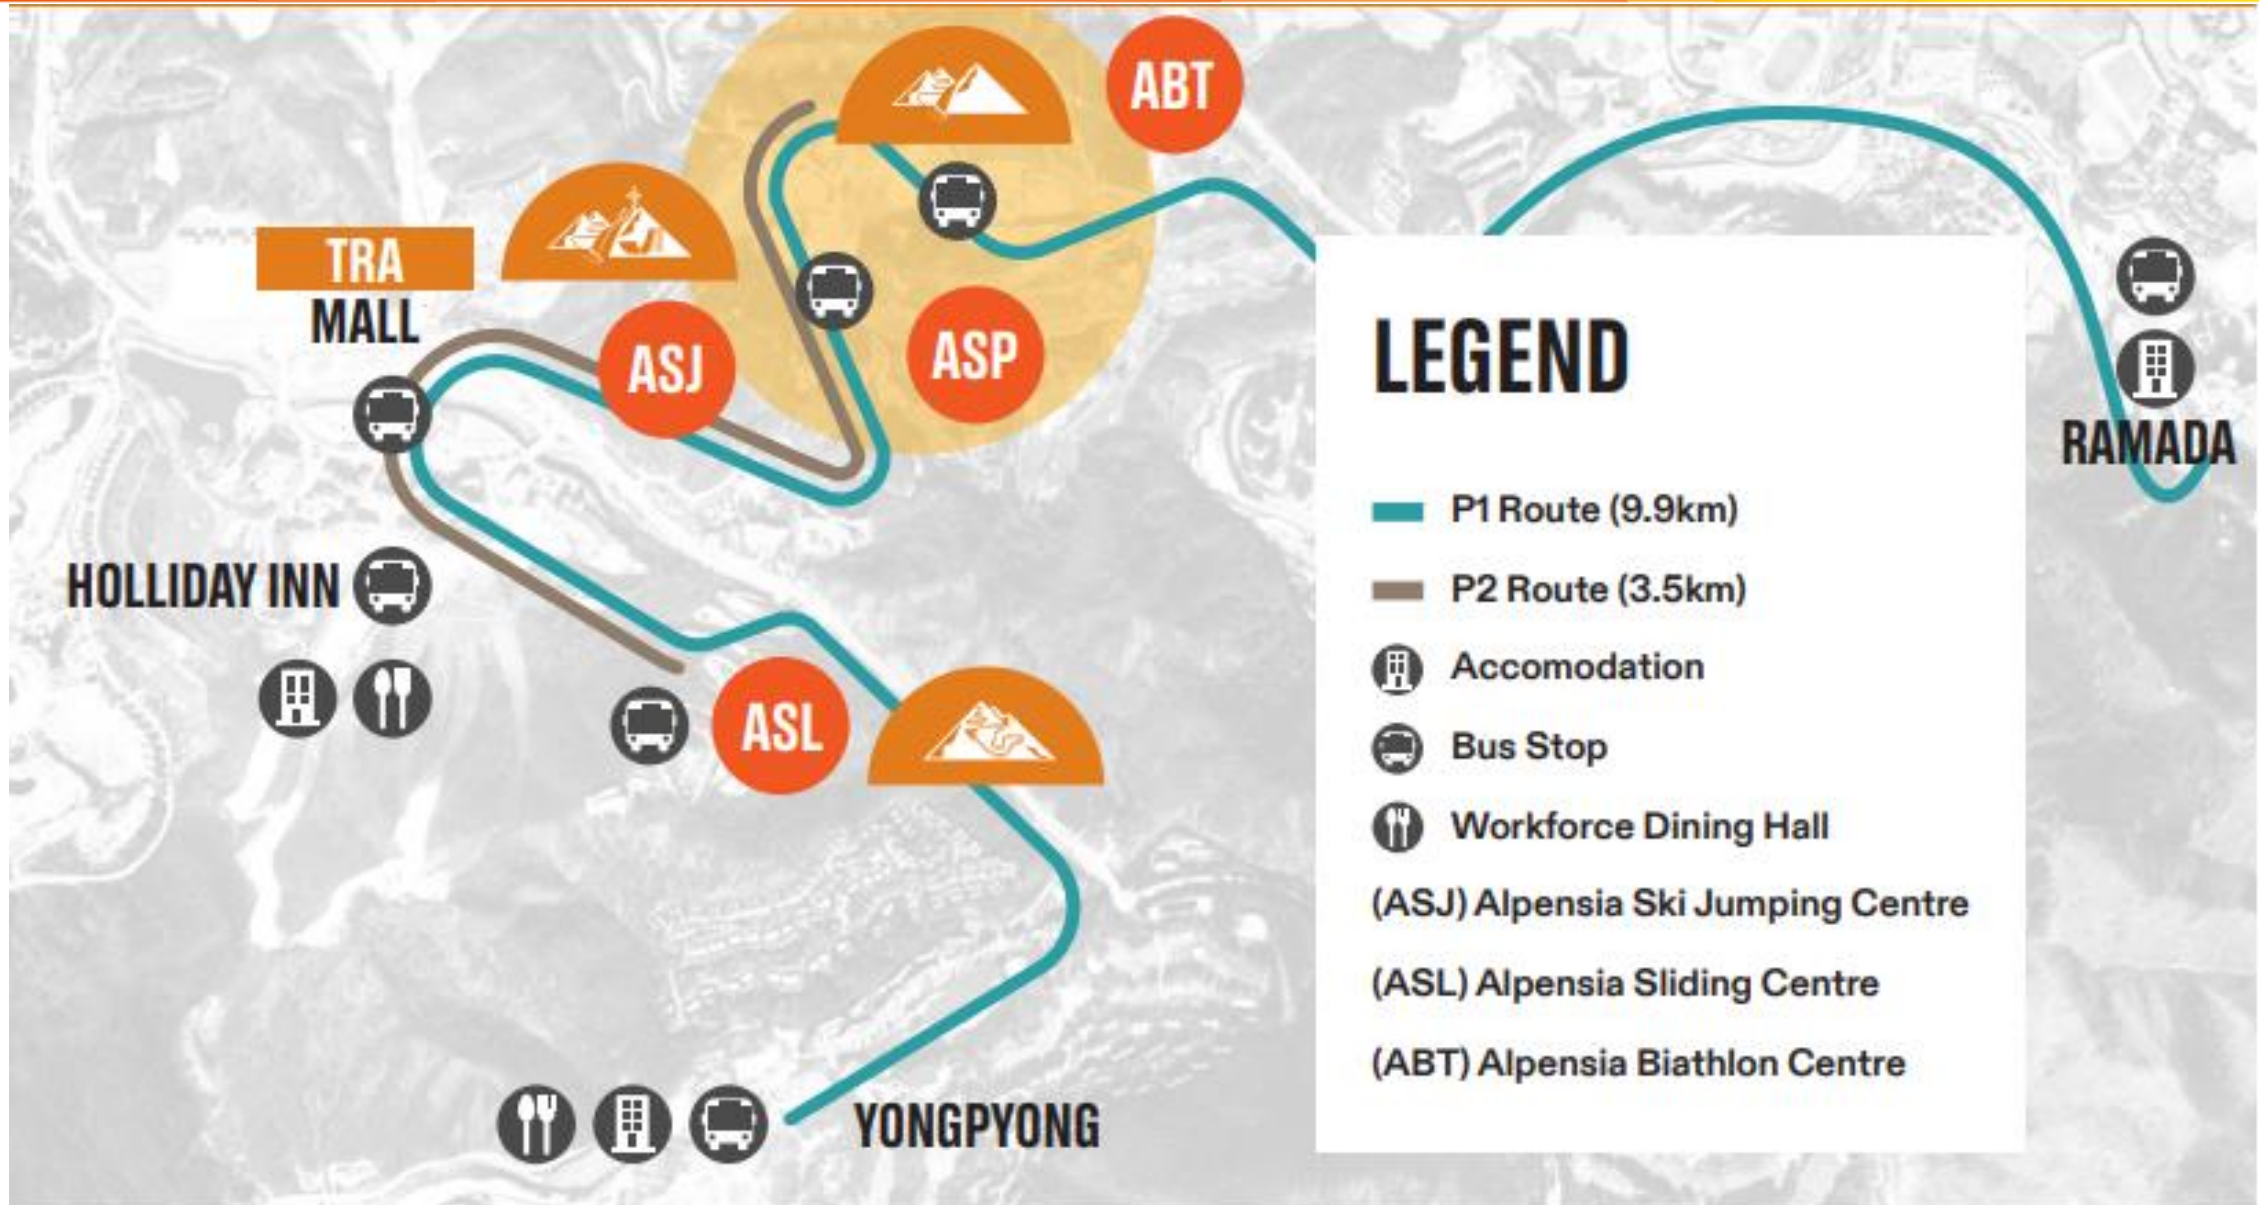 ABT
TRA
MALL
ASJ
ASP
HOLLIDAY INN
ASL
YONGPYONG
RAMADA
LEGEND
P1 Route (9.9km)
P2 Route (3.5km)
Accomodation
Bus Stop
Workforce Dining Hall
(ASJ) Alpensia Ski Jumping Centre
(ASL) Alpensia Sliding Centre
(ABT) Alpensia Biathlon Centre